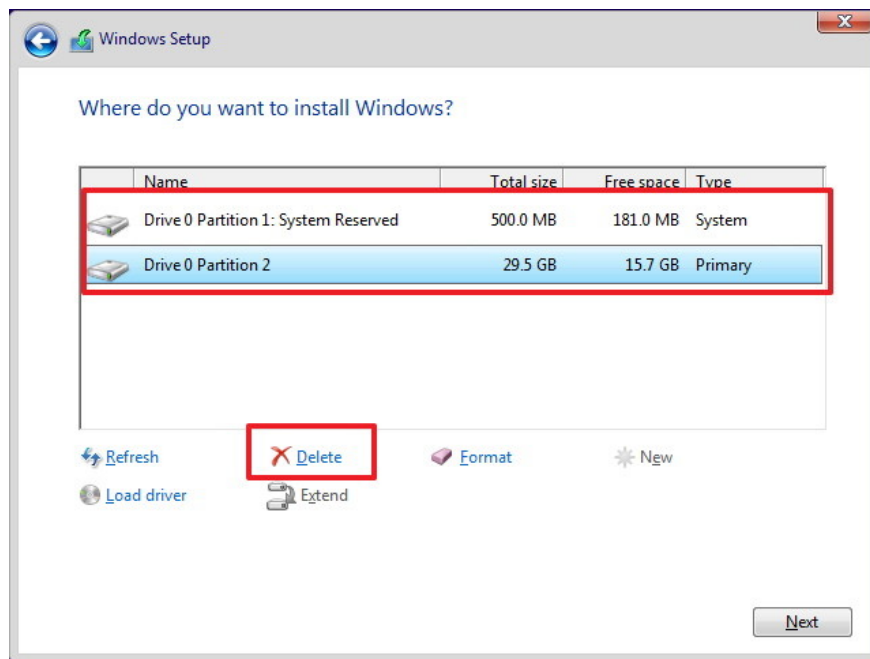 Windows Setup
Where do you want to install Windows?
Name Total size Free space Type
Drive 0 Partition 1: System Reserved 500.0 MB 181.0 MB System
Drive 0 Partition 2 29.5 GB 15.7 GB Primary
Refresh Delete Format New
Load driver Extend
Next